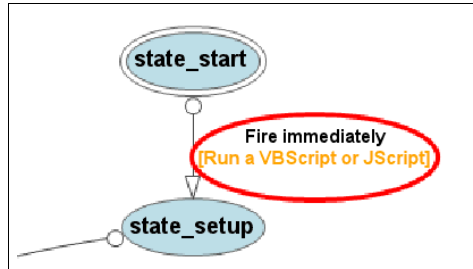 state_start
Fire immediately
[Run a VBScript or JScript]
state_setup